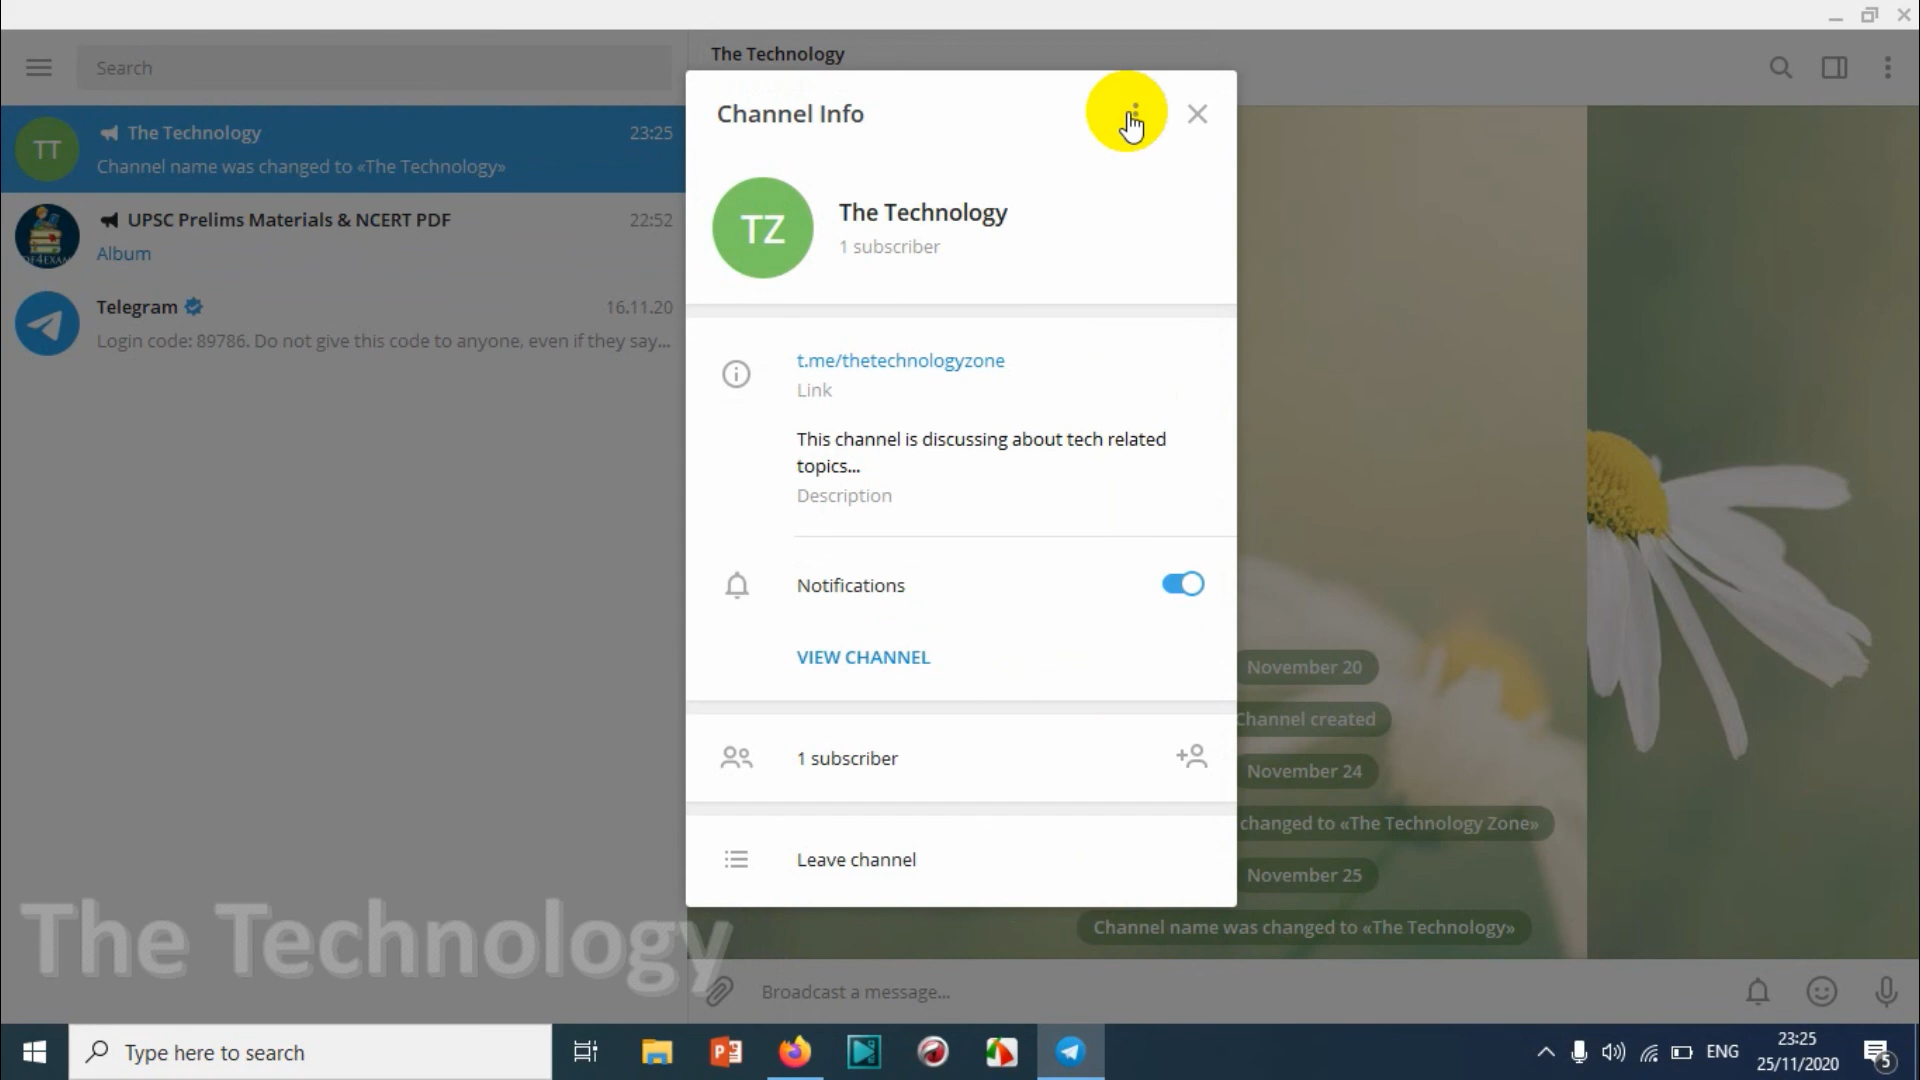 Search
The Technology
The Technology
23:25
Channel name was changed to «The Technology»
UPSC Prelims Materials & NCERT PDF
22:52
Album
Telegram
16.11.20
Login code: 89786. Do not give this code to anyone, even if they say...
TT
Channel Info
TZ
The Technology
1 subscriber
t.me/thetechnologyzone
Link
This channel is discussing about tech related
topics...
Description
Notifications
VIEW CHANNEL
1 subscriber
Leave channel
November 20
Channel created
November 24
changed to «The Technology Zone»
November 25
Channel name was changed to «The Technology»
The Technology
Broadcast a message...
Type here to search
ENG
23:25
25/11/2020
5